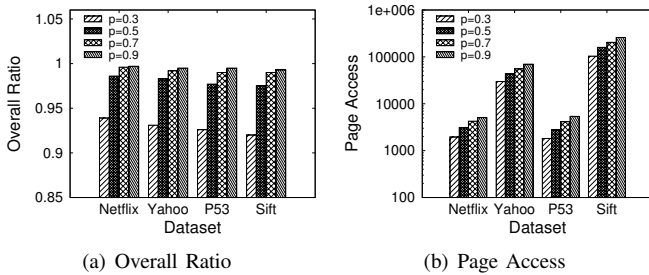 Overall Ratio
1.05
1
0.95
0.9
0.85
p=0.3
p=0.5
p=0.7
p=0.9
Netflix Yahoo P53 Sift
Dataset
(a) Overall Ratio
Page Access
1e+006
100000
10000
1000
100
p=0.3
p=0.5
p=0.7
p=0.9
Netflix Yahoo P53 Sift
Dataset
(b) Page Access